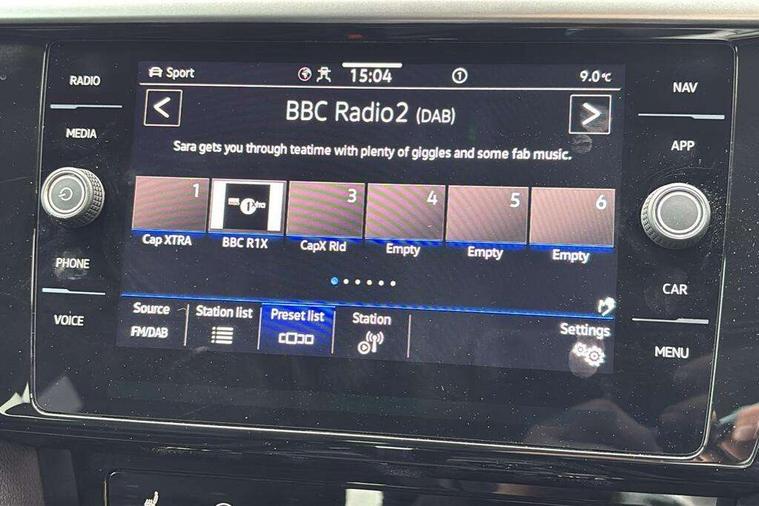 RADIO
MEDIA
PHONE
VOICE
Sport
15:04
1
9.0°C
BBC Radio2 (DAB)
Sara gets you through teatime with plenty of giggles and some fab music.
1
3
4
5
6
Cap XTRA
BBC R1X
CapX Rld
Empty
Empty
Empty
Source
FM/DAB
Station list
Preset list
Station
Settings
NAV
APP
CAR
MENU